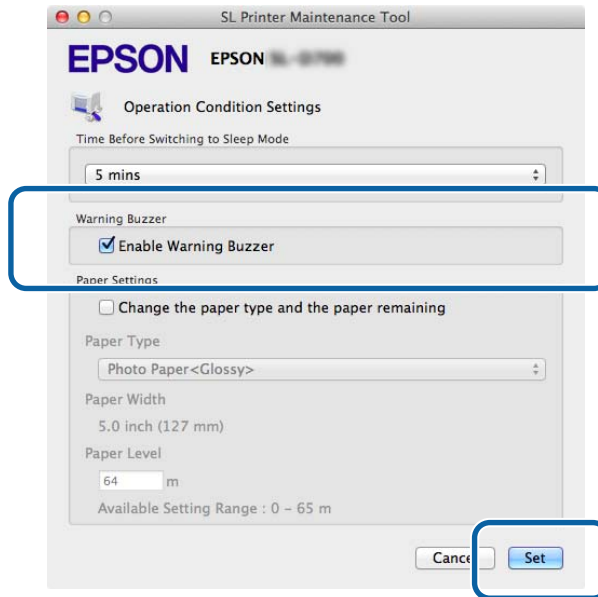 SL Printer Maintenance Tool
EPSON EPSON
Operation Condition Settings
Time Before Switching to Sleep Mode
5 mins
Warning Buzzer
Enable Warning Buzzer
Paper Settings
Change the paper type and the paper remaining
Paper Type
Photo Paper<Glossy>
Paper Width
5.0 inch (127 mm)
Paper Level
64 m
Available Setting Range : 0 – 65 m
Cancel Set